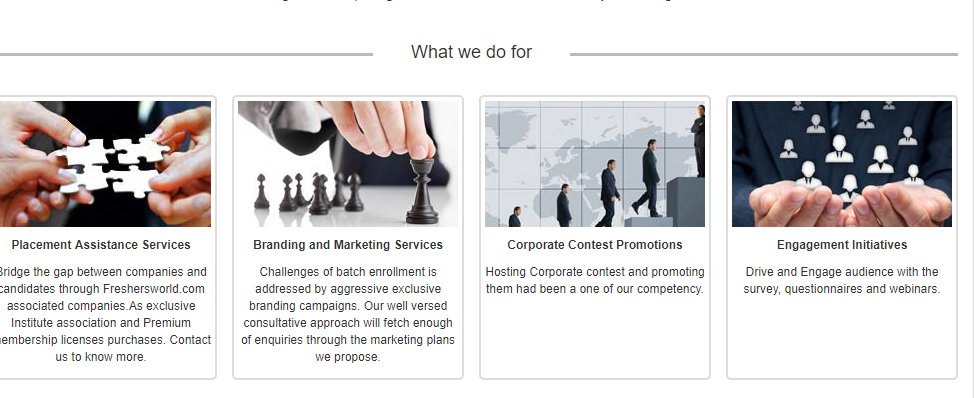 What we do for
Placement Assistance Services
Bridge the gap between companies and
candidates through Freshersworld.com
associated companies.As exclusive
Institute association and Premium
membership licenses purchases. Contact
us to know more.
Branding and Marketing Services
Challenges of batch enrollment is
addressed by aggressive exclusive
branding campaigns. Our well versed
consultative approach will fetch enough
of enquiries through the marketing plans
we propose.
Corporate Contest Promotions
Hosting Corporate contest and promoting
them had been a one of our competency.
Engagement Initiatives
Drive and Engage audience with the
survey, questionnaires and webinars.